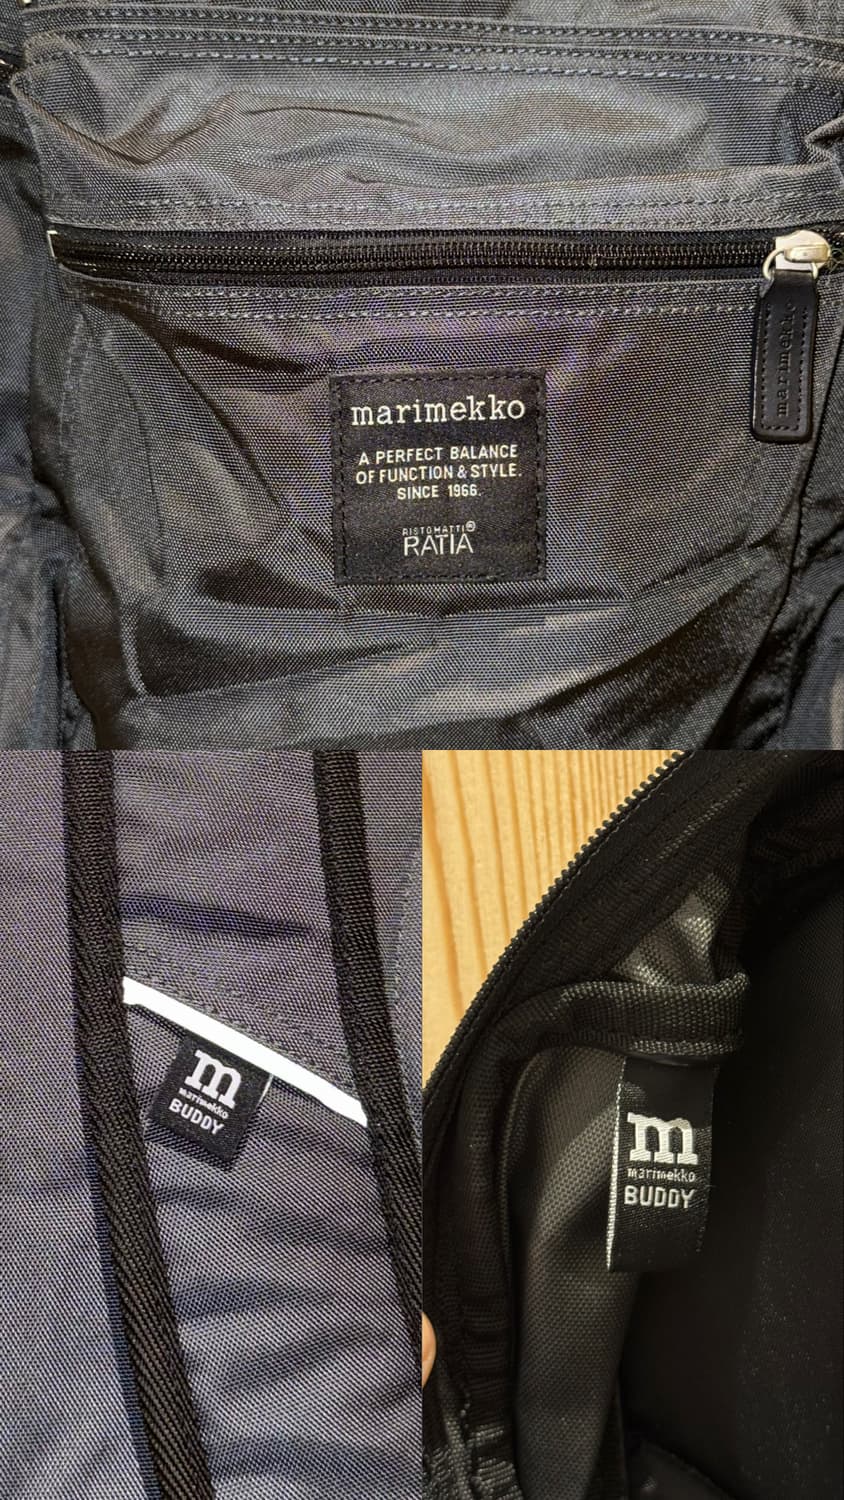 marimekko
marimekko
A PERFECT BALANCE
OF FUNCTION & STYLE.
SINCE 1966.
RISTOMATTI®
RATIA
m
marimekko
BUDDY
m
marimekko
BUDDY